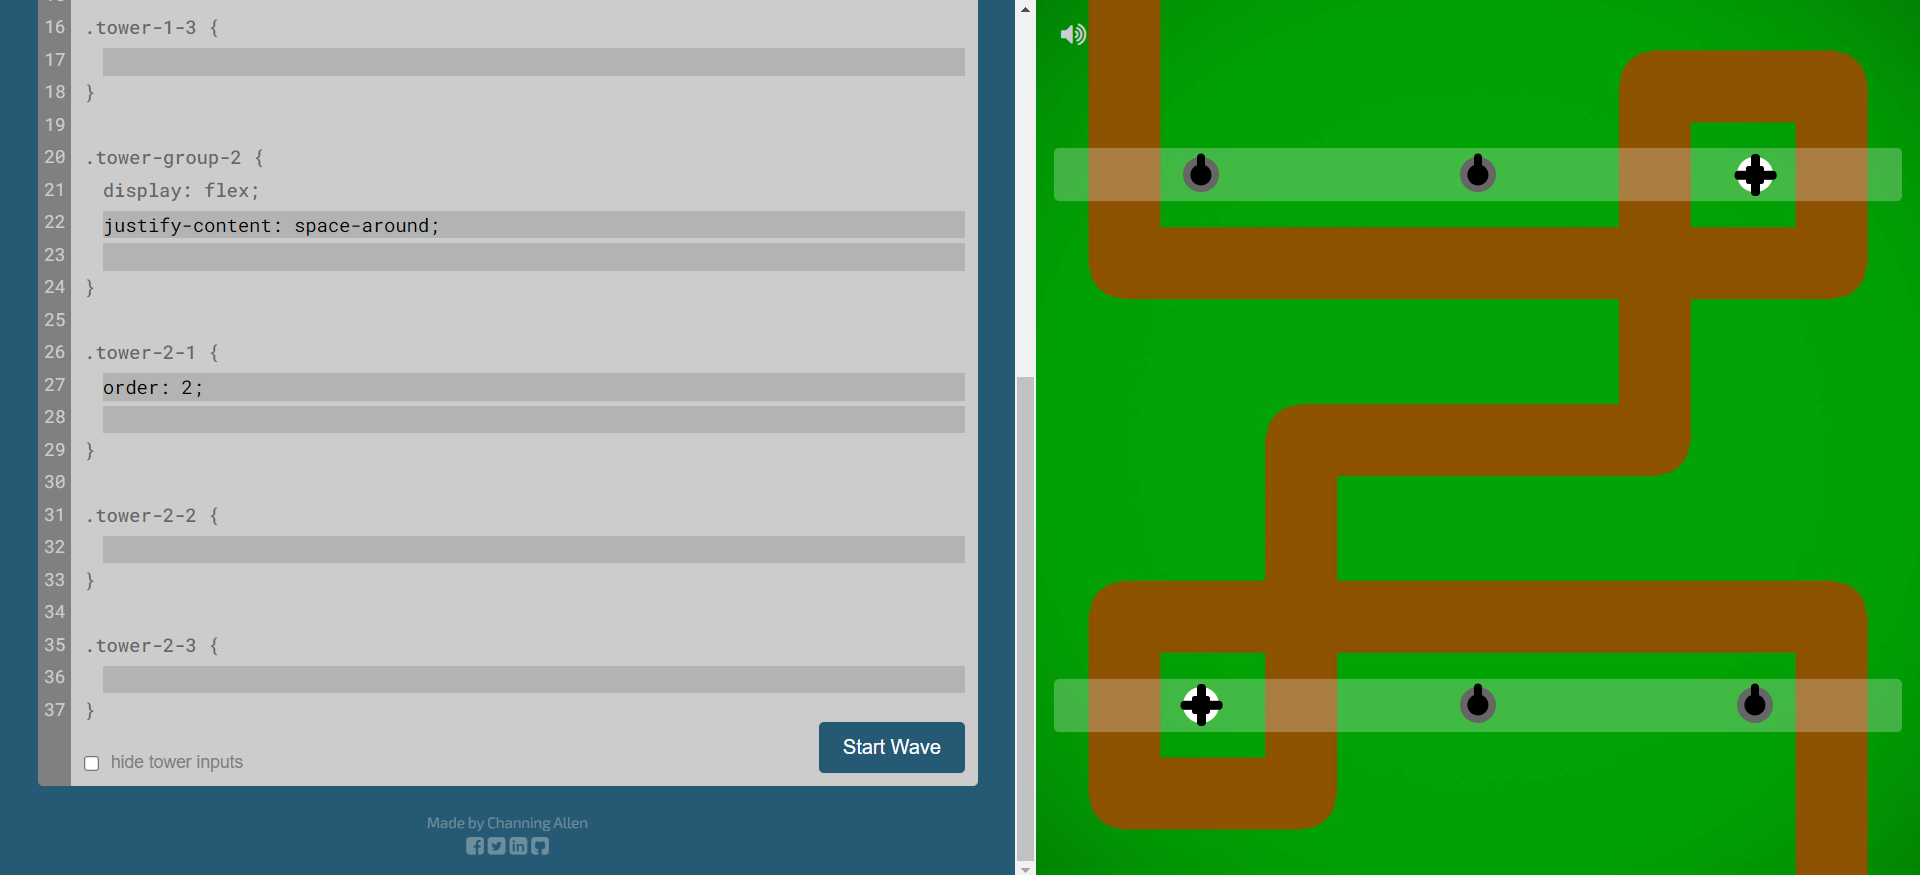 16 .tower-1-3 {
17
18 }
19
20 .tower-group-2 {
21 display: flex;
22 justify-content: space-around;
23
24 }
25
26 .tower-2-1 {
27 order: 2;
28
29 }
30
31 .tower-2-2 {
32
33 }
34
35 .tower-2-3 {
36
37 }
hide tower inputs
Start Wave
Made by Channing Allen